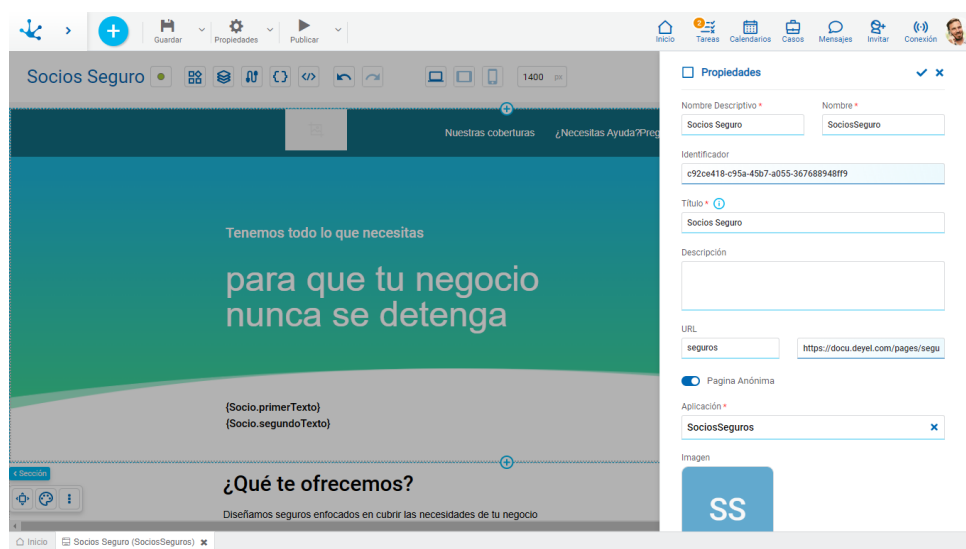 Guardar
Propiedades
Publicar
Inicio
2
Tareas
Calendarios
Casos
Mensajes
Invitar
Conexión
Socios Seguro
1400 px
Propiedades
Nombre Descriptivo *
Nombre *
Socios Seguro
SociosSeguro
Identificador
c92ce418-c95a-45b7-a055-367688948ff9
Título *
Socios Seguro
Descripción
URL
seguros
https://docu.deyel.com/pages/segu
Pagina Anónima
Aplicación *
SociosSeguros
Imagen
SS
Nuestras coberturas
¿Necesitas Ayuda?Preg
Tenemos todo lo que necesitas
para que tu negocio
nunca se detenga
{Socio.primerTexto}
{Socio.segundoTexto}
Sección
¿Qué te ofrecemos?
Diseñamos seguros enfocados en cubrir las necesidades de tu negocio
Inicio
Socios Seguro (SociosSeguros)